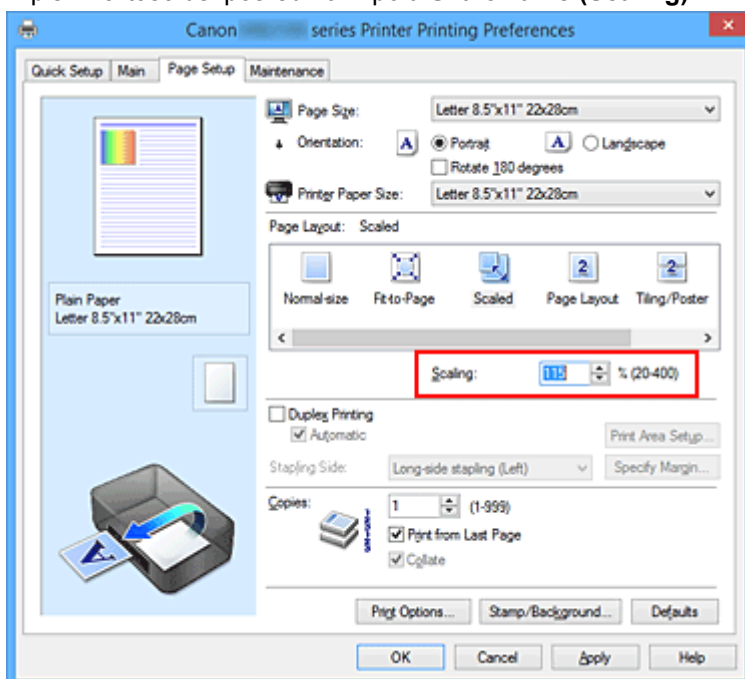 (Scaling)
Canon series Printer Printing Preferences
Quick Setup Main Page Setup Maintenance
Page Size: Letter 8.5"x11" 22x28cm
Orientation: A Portrait A Landscape
Rotate 180 degrees
Printer Paper Size: Letter 8.5"x11" 22x28cm
Page Layout: Scaled
2 2
Normal-size Fit-to-Page Scaled Page Layout Tiling/Poster
Plain Paper
Letter 8.5"x11" 22x28cm
Scaling: 115 % (20-400)
Duplex Printing
Automatic
Print Area Setup...
Stapling Side: Long-side stapling (Left) Specify Margin...
Copies: 1 (1-999)
Print from Last Page
Collate
A
Print Options... Stamp/Background... Defaults
OK Cancel Apply Help